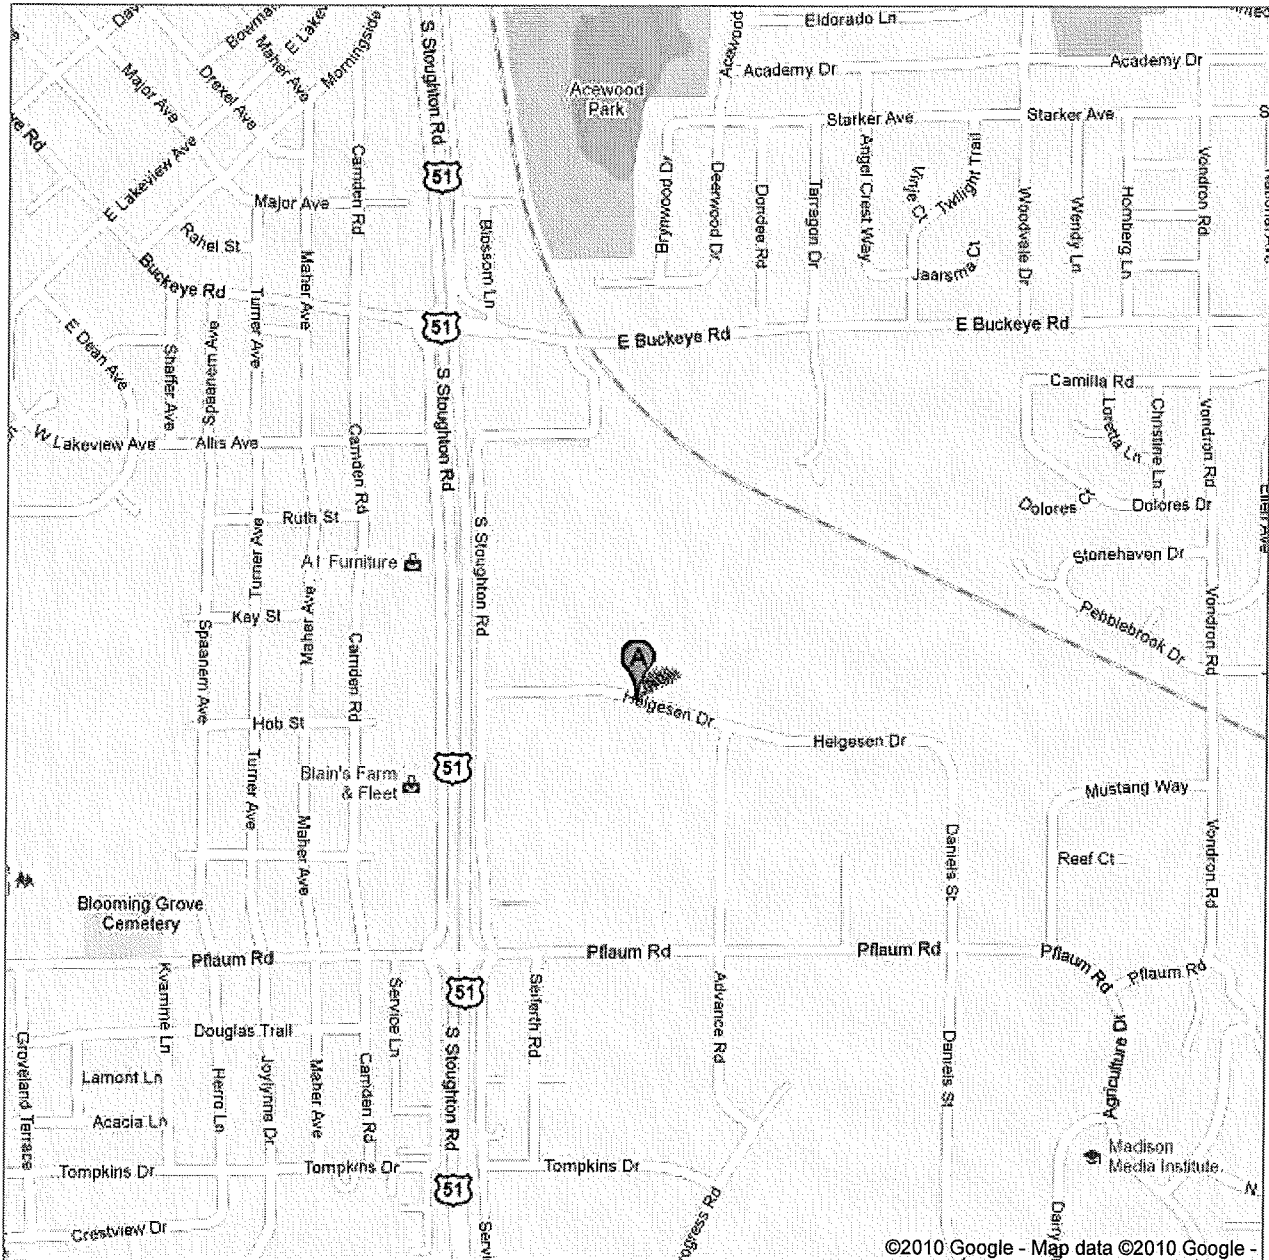 Eldorado Ln
Bowman
E Lake
Maher Ave
Morningside
S Stoughton Rd
Acewood
Academy Dr
Academy Dr
Major Ave
Drexel Ave
Acewood
Park
Starker Ave
Starker Ave
E Lakeview Ave
Camden Rd
51
Brynwood Dr
Deerwood Dr
Dondee Rd
Tarragon Dr
Angel Crest Way
Vinje Ct
Twilight Trail
Woodvale Dr
Wendy Ln
Homberg Ln
Vondron Rd
Major Ave
Rahel St
Blossom Ln
Jaarsma Ct
Buckeye Rd
Turner Ave
Maher Ave
51
E Buckeye Rd
E Buckeye Rd
E Dean Ave
Shaffer Ave
Spaanem Ave
S Stoughton Rd
Camilla Rd
Loretta Ln
Christine Ln
Vondron Rd
W Lakeview Ave
Allis Ave
Camden Rd
Dolores Ct
Dolores Dr
Ellen Ave
Ruth St
Turner Ave
A1 Furniture
S Stoughton Rd
Stonehaven Dr
Kay St
Maher Ave
Pebblebrook Dr
Vondron Rd
Spaanem Ave
Camden Rd
A
Helgesen Dr
Hob St
Helgesen Dr
Turner Ave
Blain's Farm
& Fleet
51
Mustang Way
Maher Ave
Daniels St
Reef Ct
Vondron Rd
Blooming Grove
Cemetery
Pflaum Rd
Pflaum Rd
Pflaum Rd
Pflaum Rd
Pflaum Rd
Kvamme Ln
Service Ln
51
Seiferth Rd
Advance Rd
Agriculture Dr
Groveland Terrace
Douglas Trail
S Stoughton Rd
Daniels St
Lamont Ln
Herro Ln
Joylynne Dr
Maher Ave
Camden Rd
Acacia Ln
Madison
Media Institute
Tompkins Dr
Tompkins Dr
Tompkins Dr
51
Crestview Dr
Servi
ogress Rd
Darry
N
©2010 Google - Map data ©2010 Google -